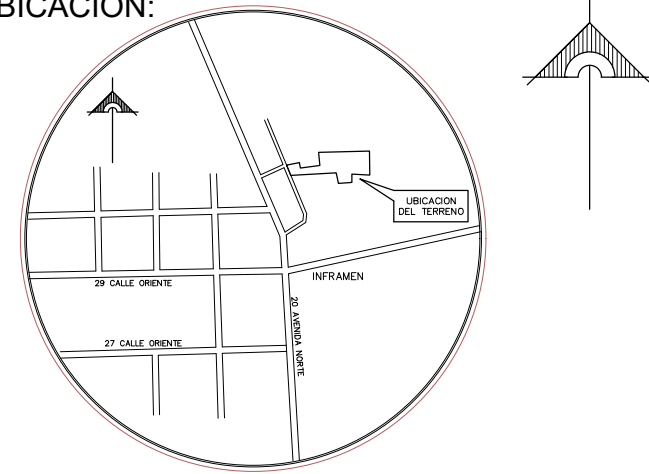 BICACION:
UBICACION
DEL TERRENO
INFRAMEN
29 CALLE ORIENTE
20 AVENIDA NORTE
27 CALLE ORIENTE